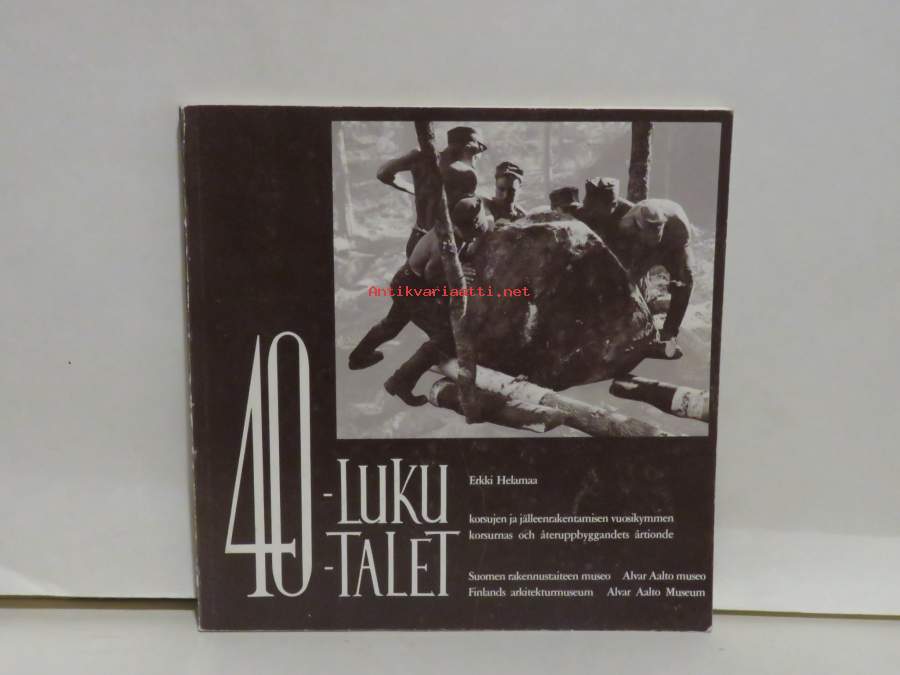 Antikvariaatti.net
40-LUKU
-TALET
Erkki Helamaa
korsujen ja jälleenrakentamisen vuosikymmen
korsurnas och återuppbyggandets årtionde
Suomen rakennustaiteen museo Alvar Aalto museo
Finlands arkitekturmuseum Alvar Aalto Museum